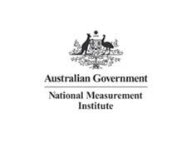 Australian Government
National Measurement
Institute